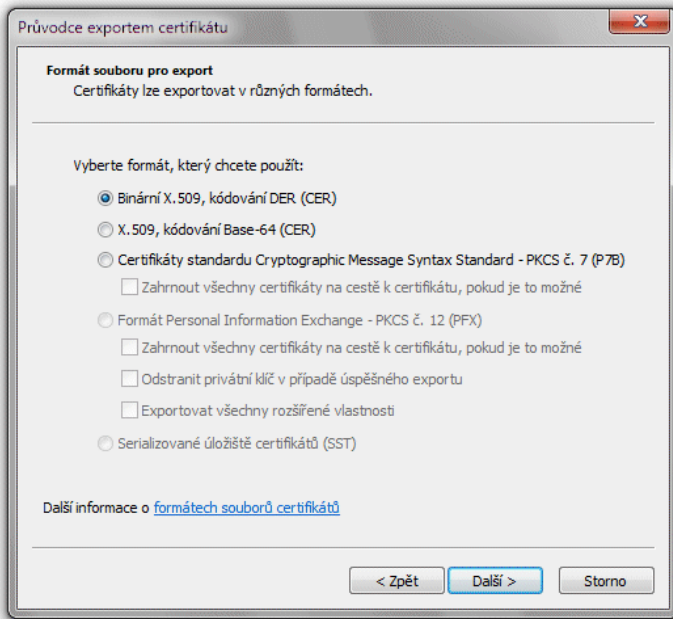 Průvodce exportem certifikátu
Formát souboru pro export
Certifikáty lze exportovat v různých formátech.
Vyberte formát, který chcete použít:
Binární X.509, kódování DER (CER)
X.509, kódování Base-64 (CER)
Certifikáty standardu Cryptographic Message Syntax Standard - PKCS č. 7 (P7B)
Zahrnout všechny certifikáty na cestě k certifikátu, pokud je to možné
Formát Personal Information Exchange - PKCS č. 12 (PFX)
Zahrnout všechny certifikáty na cestě k certifikátu, pokud je to možné
Odstranit privátní klíč v případě úspěšného exportu
Exportovat všechny rozšířené vlastnosti
Serializované úložiště certifikátů (SST)
Další informace o formátech souborů certifikátů
< Zpět Další > Storno